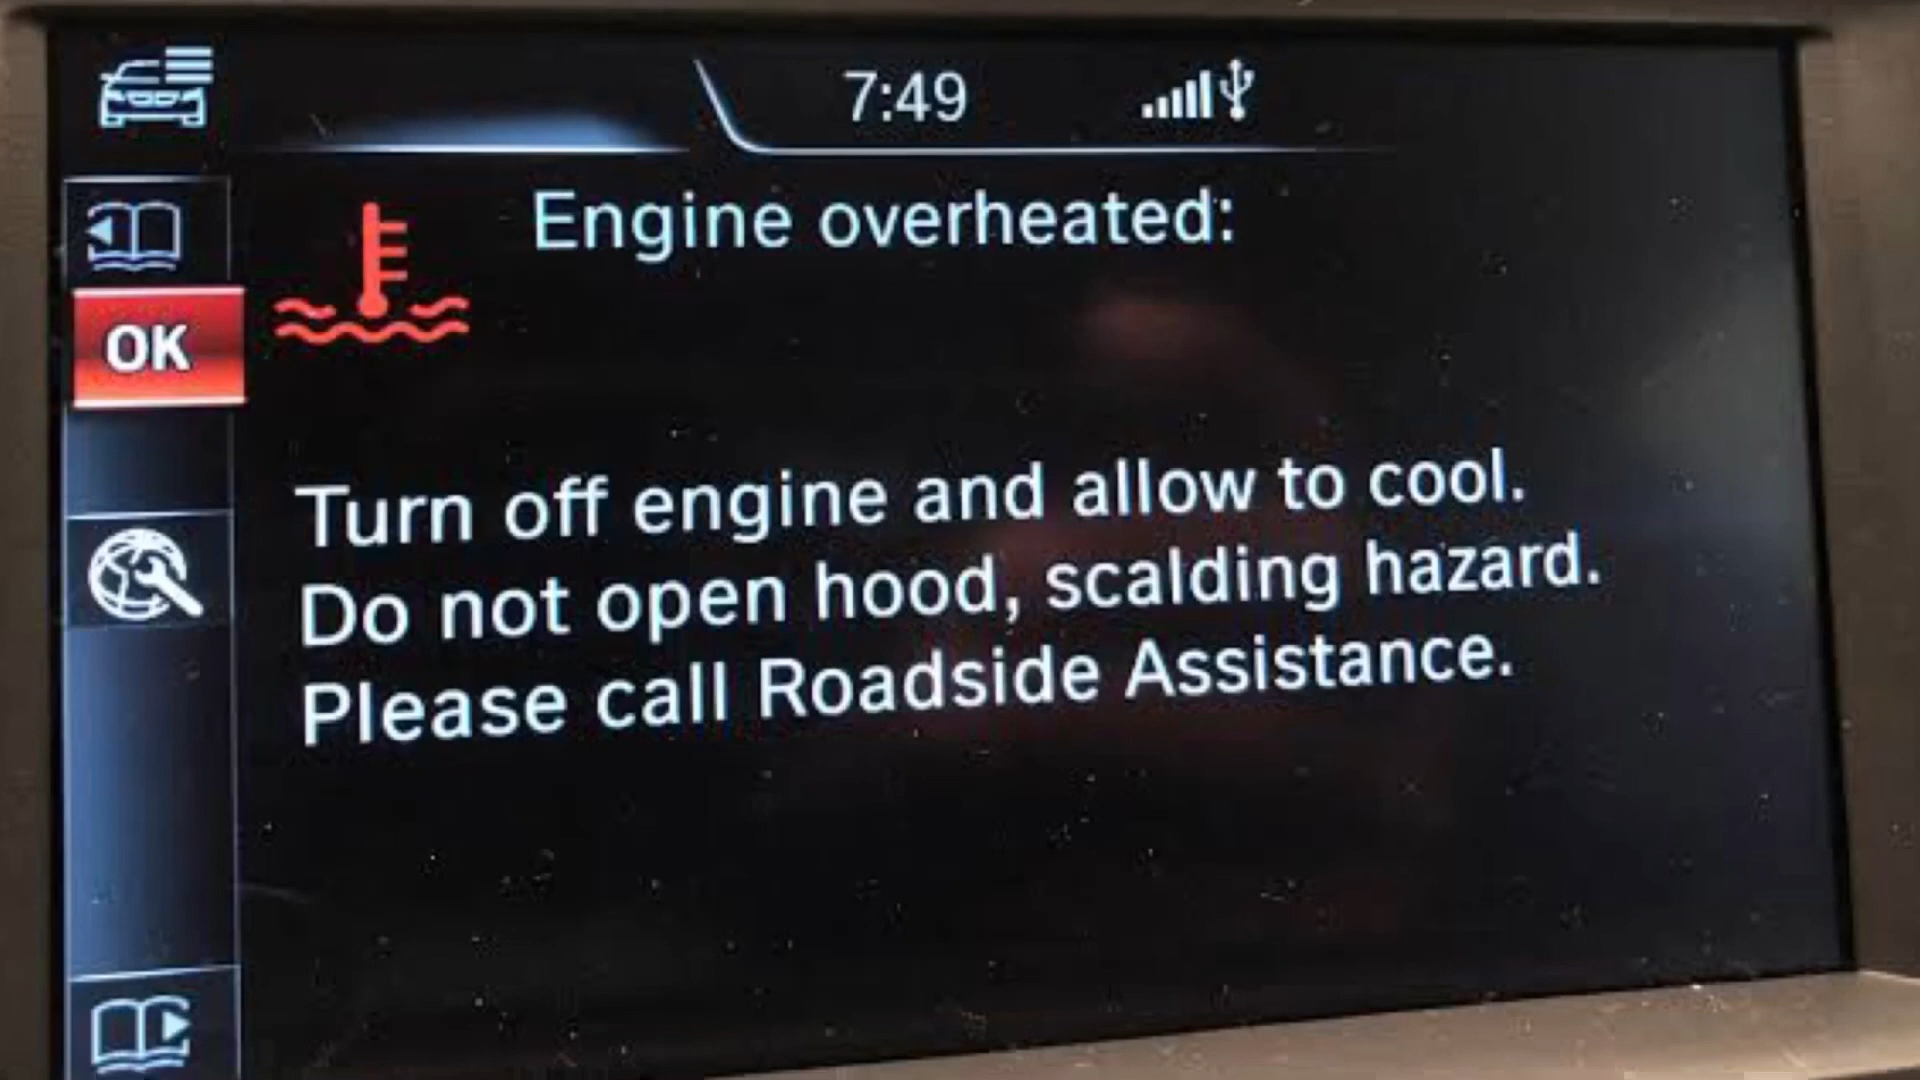 7:49
Engine overheated:
OK
Turn off engine and allow to cool.
Do not open hood, scalding hazard.
Please call Roadside Assistance.